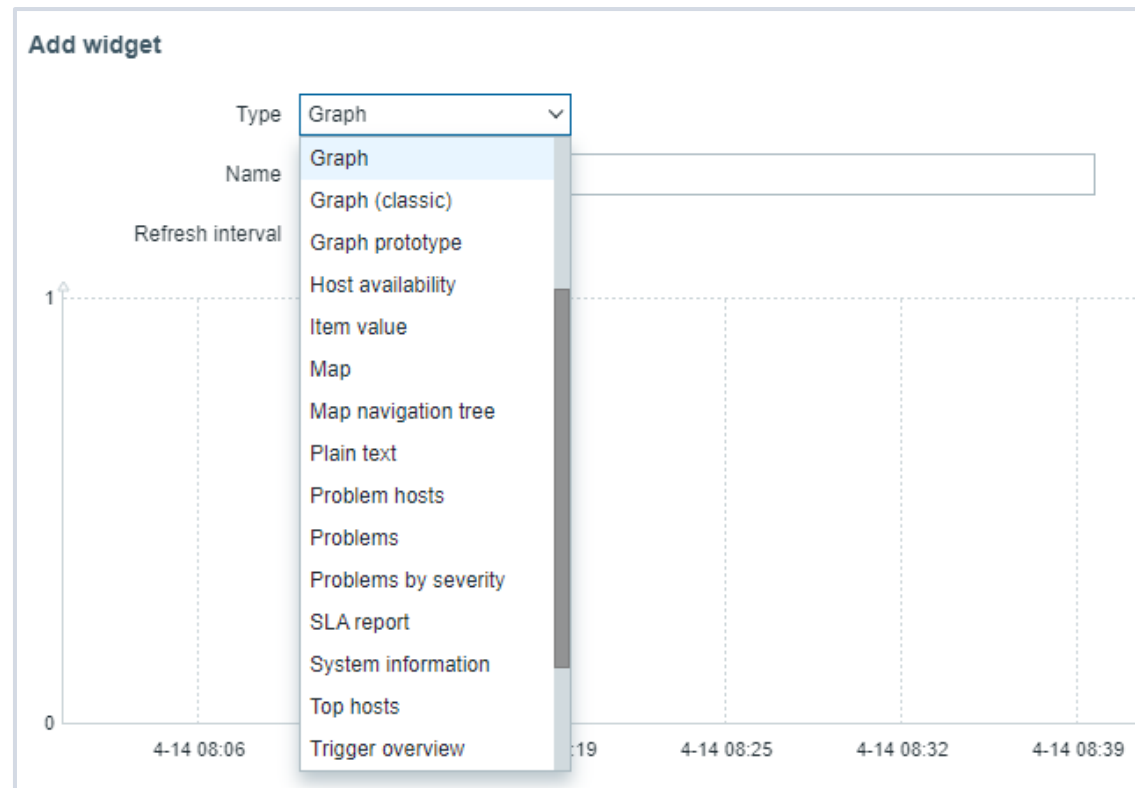 Add widget
Type Graph
Graph
Name
Graph (classic)
Refresh interval
Graph prototype
Host availability
1
Item value
Map
Map navigation tree
Plain text
Problem hosts
Problems
Problems by severity
SLA report
System information
Top hosts
0
Trigger overview
4-14 08:06 :19 4-14 08:25 4-14 08:32 4-14 08:39